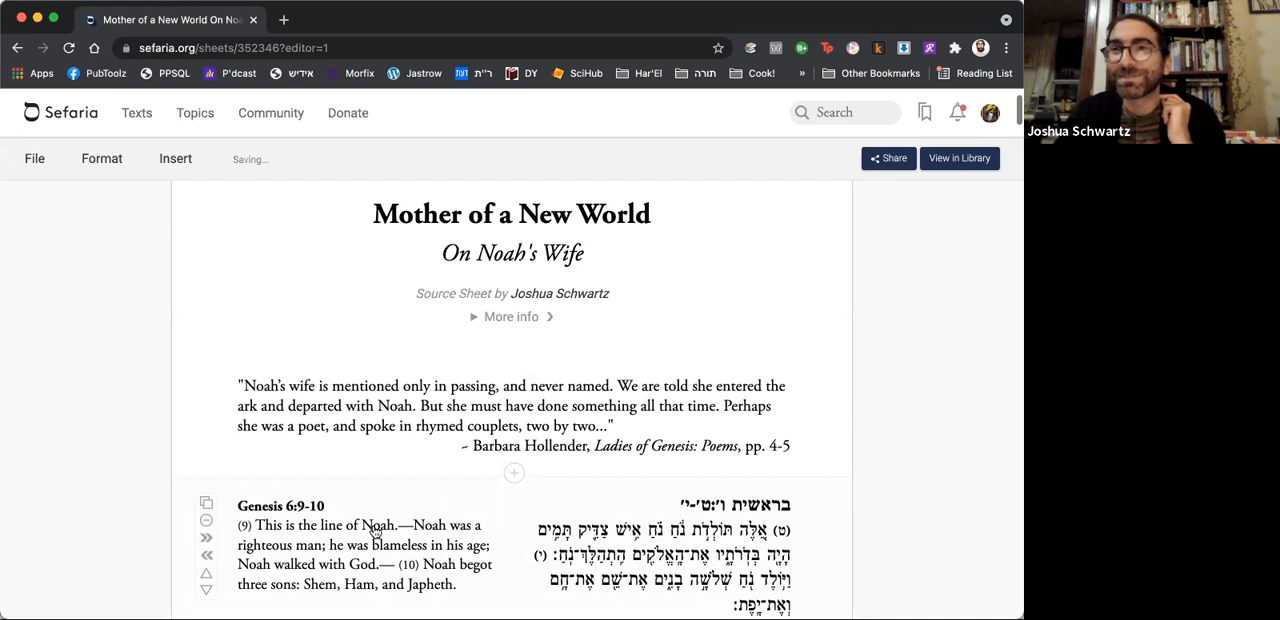 Mother of a New World On Noa
sefaria.org/sheets/352346?editor=1
Apps PubToolz PPSQL P'dcast אידיש Morfix Jastrow ר״ת DY SciHub Har'El תורה Cook! » Other Bookmarks Reading List
Sefaria Texts Topics Community Donate Search
File Format Insert Saving... Share View in Library
Mother of a New World
On Noah's Wife
Source Sheet by Joshua Schwartz
More info
"Noah's wife is mentioned only in passing, and never named. We are told she entered the
ark and departed with Noah. But she must have done something all that time. Perhaps
she was a poet, and spoke in rhymed couplets, two by two..."
~ Barbara Hollender, Ladies of Genesis: Poems, pp. 4-5
Genesis 6:9-10
(9) This is the line of Noah.—Noah was a
righteous man; he was blameless in his age;
Noah walked with God.— (10) Noah begot
three sons: Shem, Ham, and Japheth.
בראשית ו׳:ט׳-י׳
(ט) אֵ֚לֶּה תּוֹלְדֹ֣ת נֹ֔חַ נֹ֗חַ אִ֥ישׁ צַדִּ֛יק תָּמִ֥ים
הָיָ֖ה בְּדֹֽרֹתָ֑יו אֶת־הָֽאֱלֹקִ֖ים הִֽתְהַלֶּךְ־נֹֽחַ׃ (י)
וַיּ֥וֹלֶד נֹ֖חַ שְׁלֹשָׁ֣ה בָנִ֑ים אֶת־שֵׁ֖ם אֶת־חָ֥ם
וְאֶת־יָֽפֶת׃
Joshua Schwartz